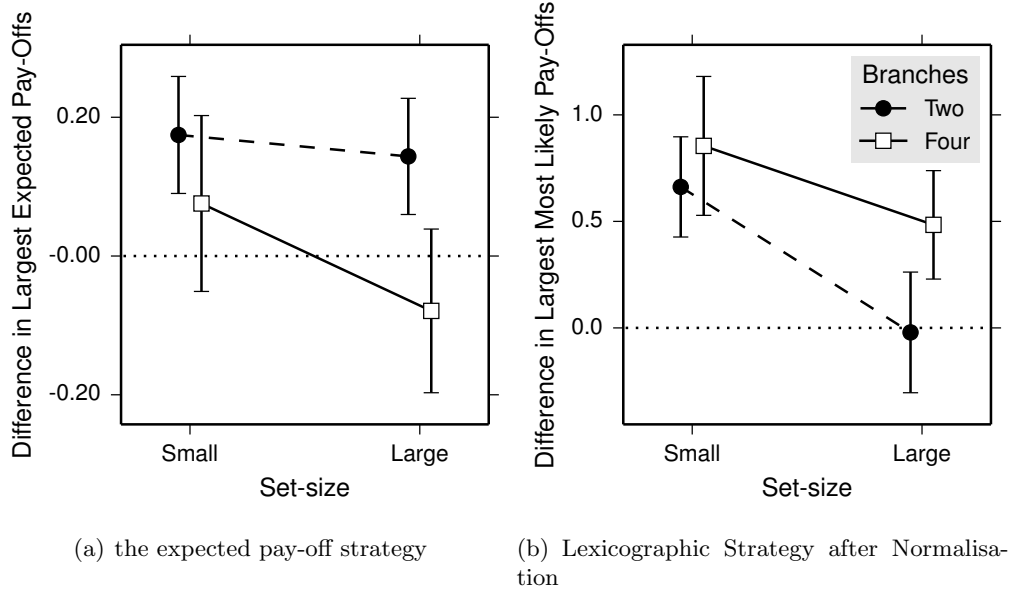 Difference in Largest Expected Pay-Offs
0.20
-0.00
-0.20
Small
Large
Set-size
(a) the expected pay-off strategy
Difference in Largest Most Likely Pay-Offs
1.0
0.5
0.0
Branches
Two
Four
Small
Large
Set-size
(b) Lexicographic Strategy after Normalisa-
tion